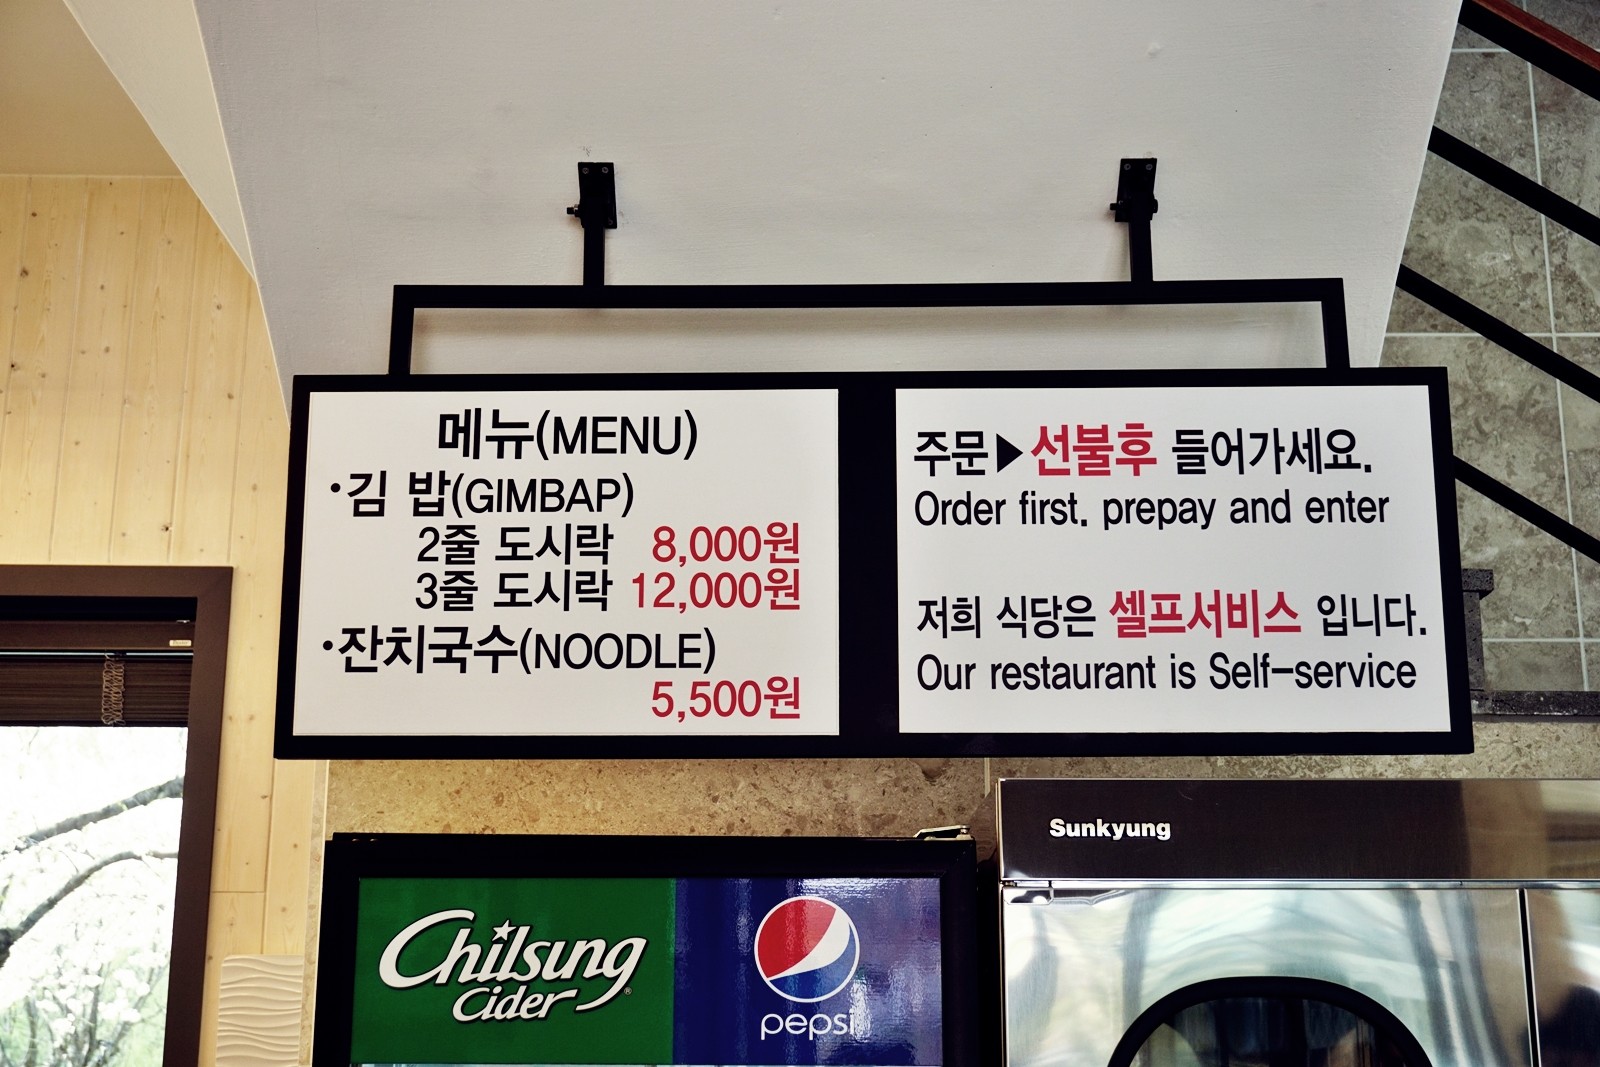 메뉴(MENU)
·김 밥(GIMBAP)
2줄 도시락 8,000원
3줄 도시락 12,000원
·잔치국수(NOODLE)
5,500원
주문▶선불후 들어가세요.
Order first. prepay and enter
저희 식당은 셀프서비스 입니다.
Our restaurant is Self-service
Sunkyung
Chilsung
Cider
pepsi